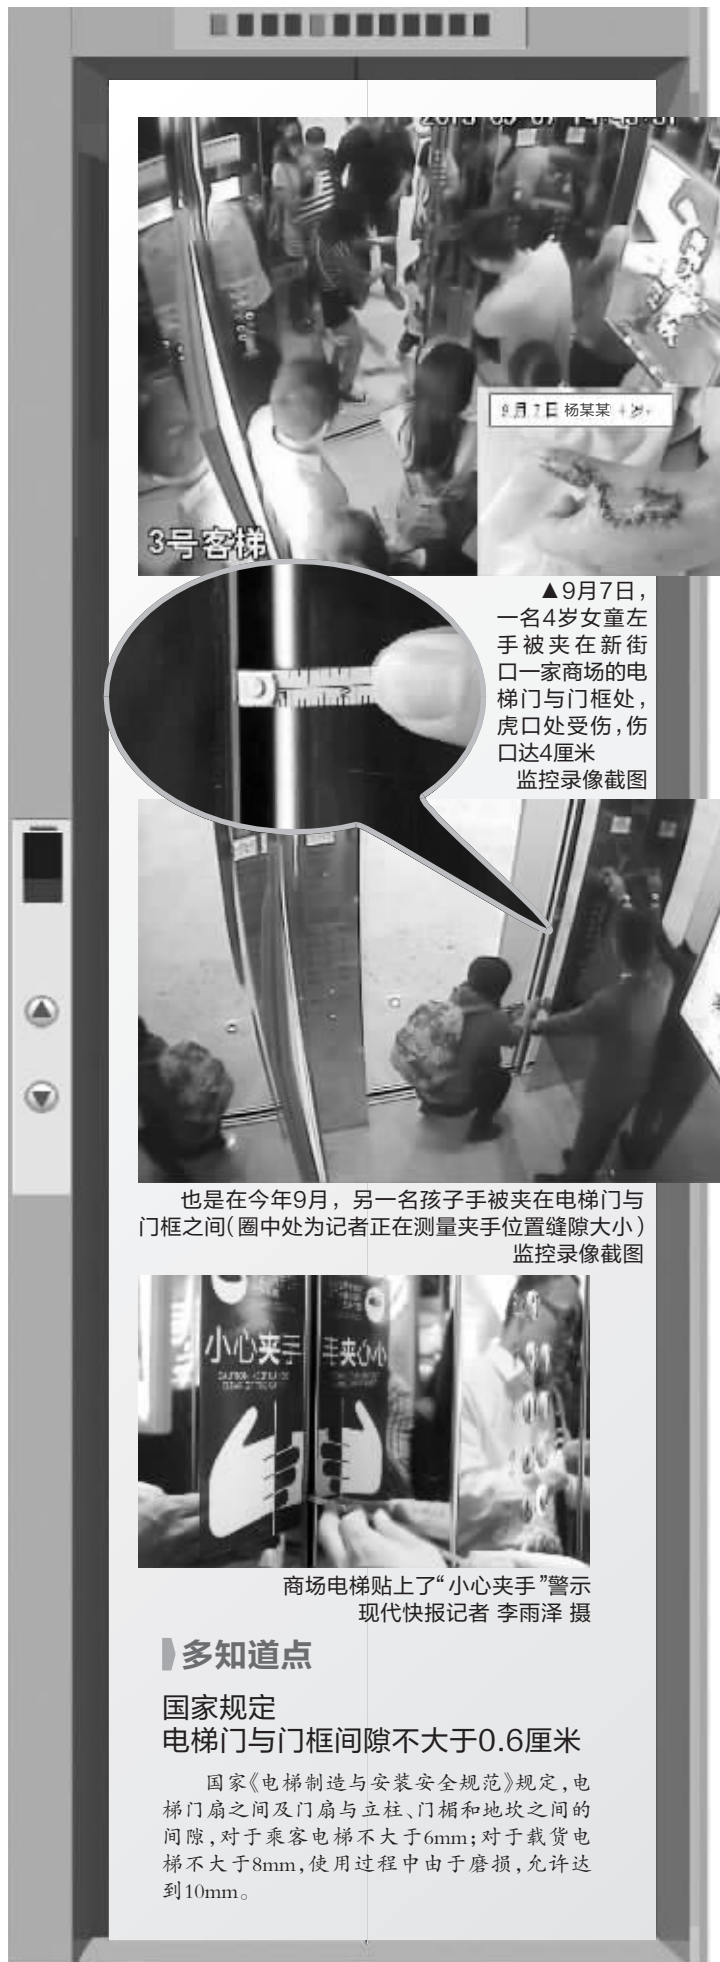 3号客梯
9月7日 杨某某
▲9月7日，
一名4岁女童左
手被夹在新街
口一家商场的电
梯门与门框处，
虎口处受伤，伤
口达4厘米
监控录像截图
也是在今年9月，另一名孩子手被夹在电梯门与
门框之间（圈中处为记者正在测量夹手位置缝隙大小）
监控录像截图
小心夹手
手夹心小
商场电梯贴上了“小心夹手”警示
现代快报记者 李雨泽 摄
多知道点
国家规定
电梯门与门框间隙不大于0.6厘米
国家《电梯制造与安装安全规范》规定，电
梯门扇之间及门扇与立柱、门楣和地坎之间的
间隙，对于乘客电梯不大于6mm；对于载货电
梯不大于8mm，使用过程中由于磨损，允许达
到10mm。